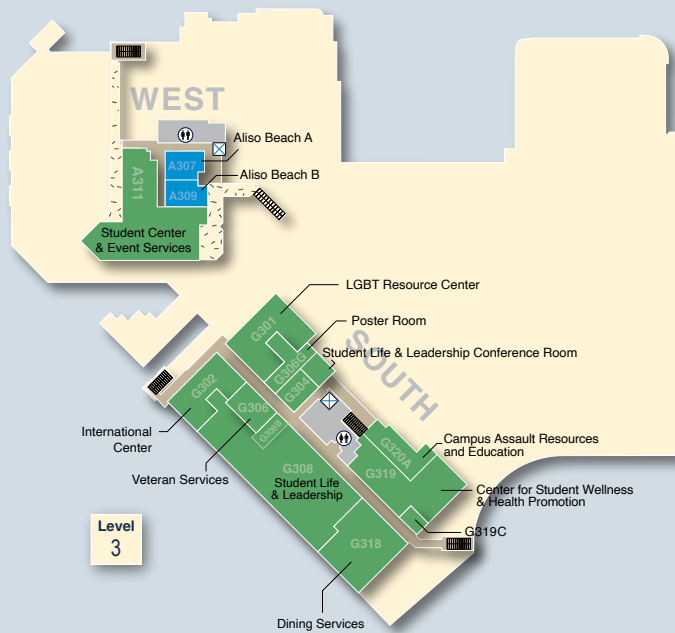 WEST
Aliso Beach A
A307
Aliso Beach B
A309
A311
Student Center
& Event Services
LGBT Resource Center
G301
Poster Room
SOUTH
Student Life & Leadership Conference Room
G306G
G304
G302
G306
G308B
International
Center
Veteran Services
G308
Student Life
& Leadership
G320A
Campus Assault Resources
and Education
G319
Center for Student Wellness
& Health Promotion
G319C
G318
Dining Services
Level
3